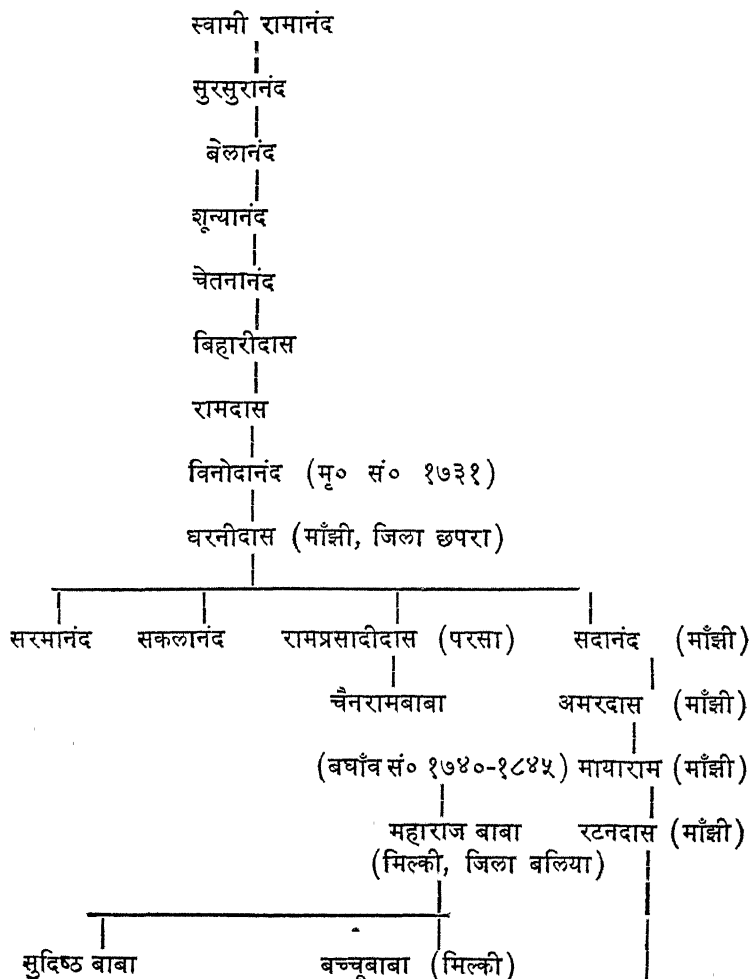 स्वामी रामानंद
सुरसुरानंद
बेलानंद
शून्यानंद
चेतनानंद
बिहारीदास
रामदास
विनोदानंद (मृ० सं० १७३१)
धरनीदास (माँझी, जिला छपरा)
सरमानंद सकलानंद रामप्रसादीदास (परसा) सदानंद (माँझी)
चैनरामबाबा अमरदास (माँझी)
(बघाँव सं० १७४०-१८४५) मायाराम (माँझी)
महाराज बाबा रटनदास (माँझी)
(मिल्की, जिला बलिया)
सुदिष्ठ बाबा बच्चूबाबा (मिल्की)